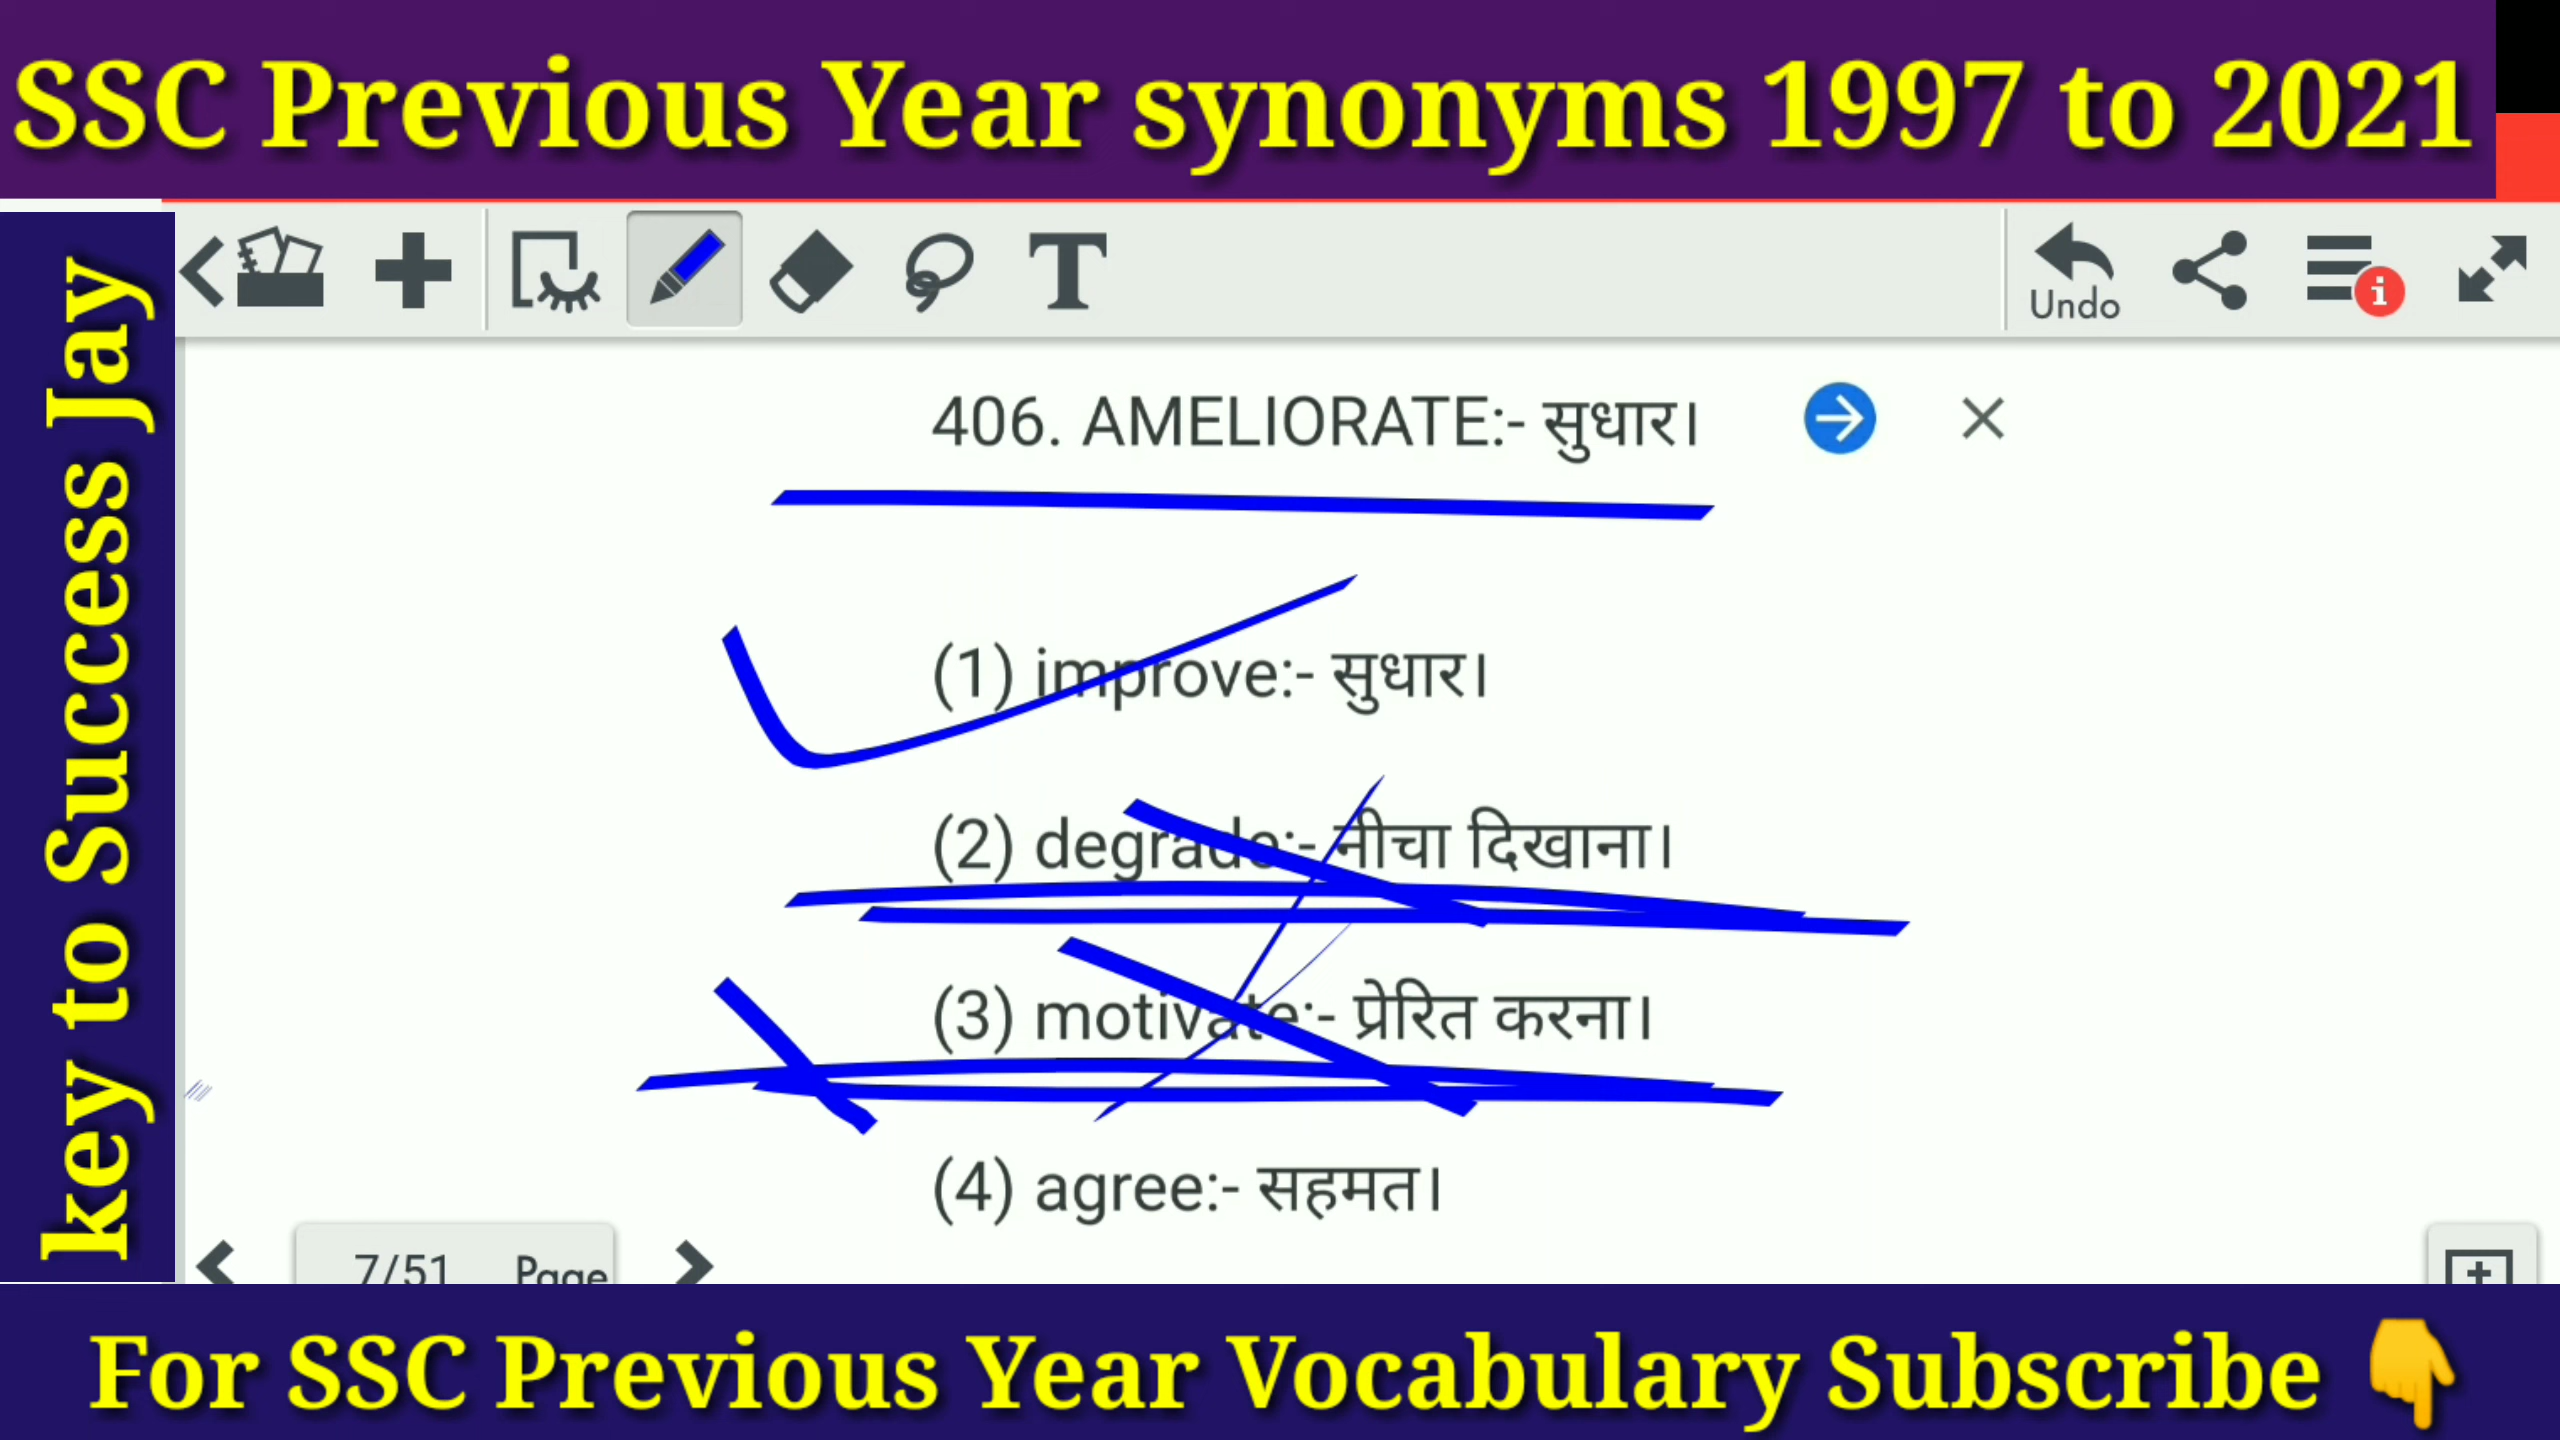 SSC Previous Year synonyms 1997 to 2021
key to Success Jay
T
Undo
i
406. AMELIORATE:- सुधार।
(1) improve:- सुधार।
(2) degrade:- नीचा दिखाना।
(3) motivate:- प्रेरित करना।
(4) agree:- सहमत।
7/51 Page
For SSC Previous Year Vocabulary Subscribe 👇